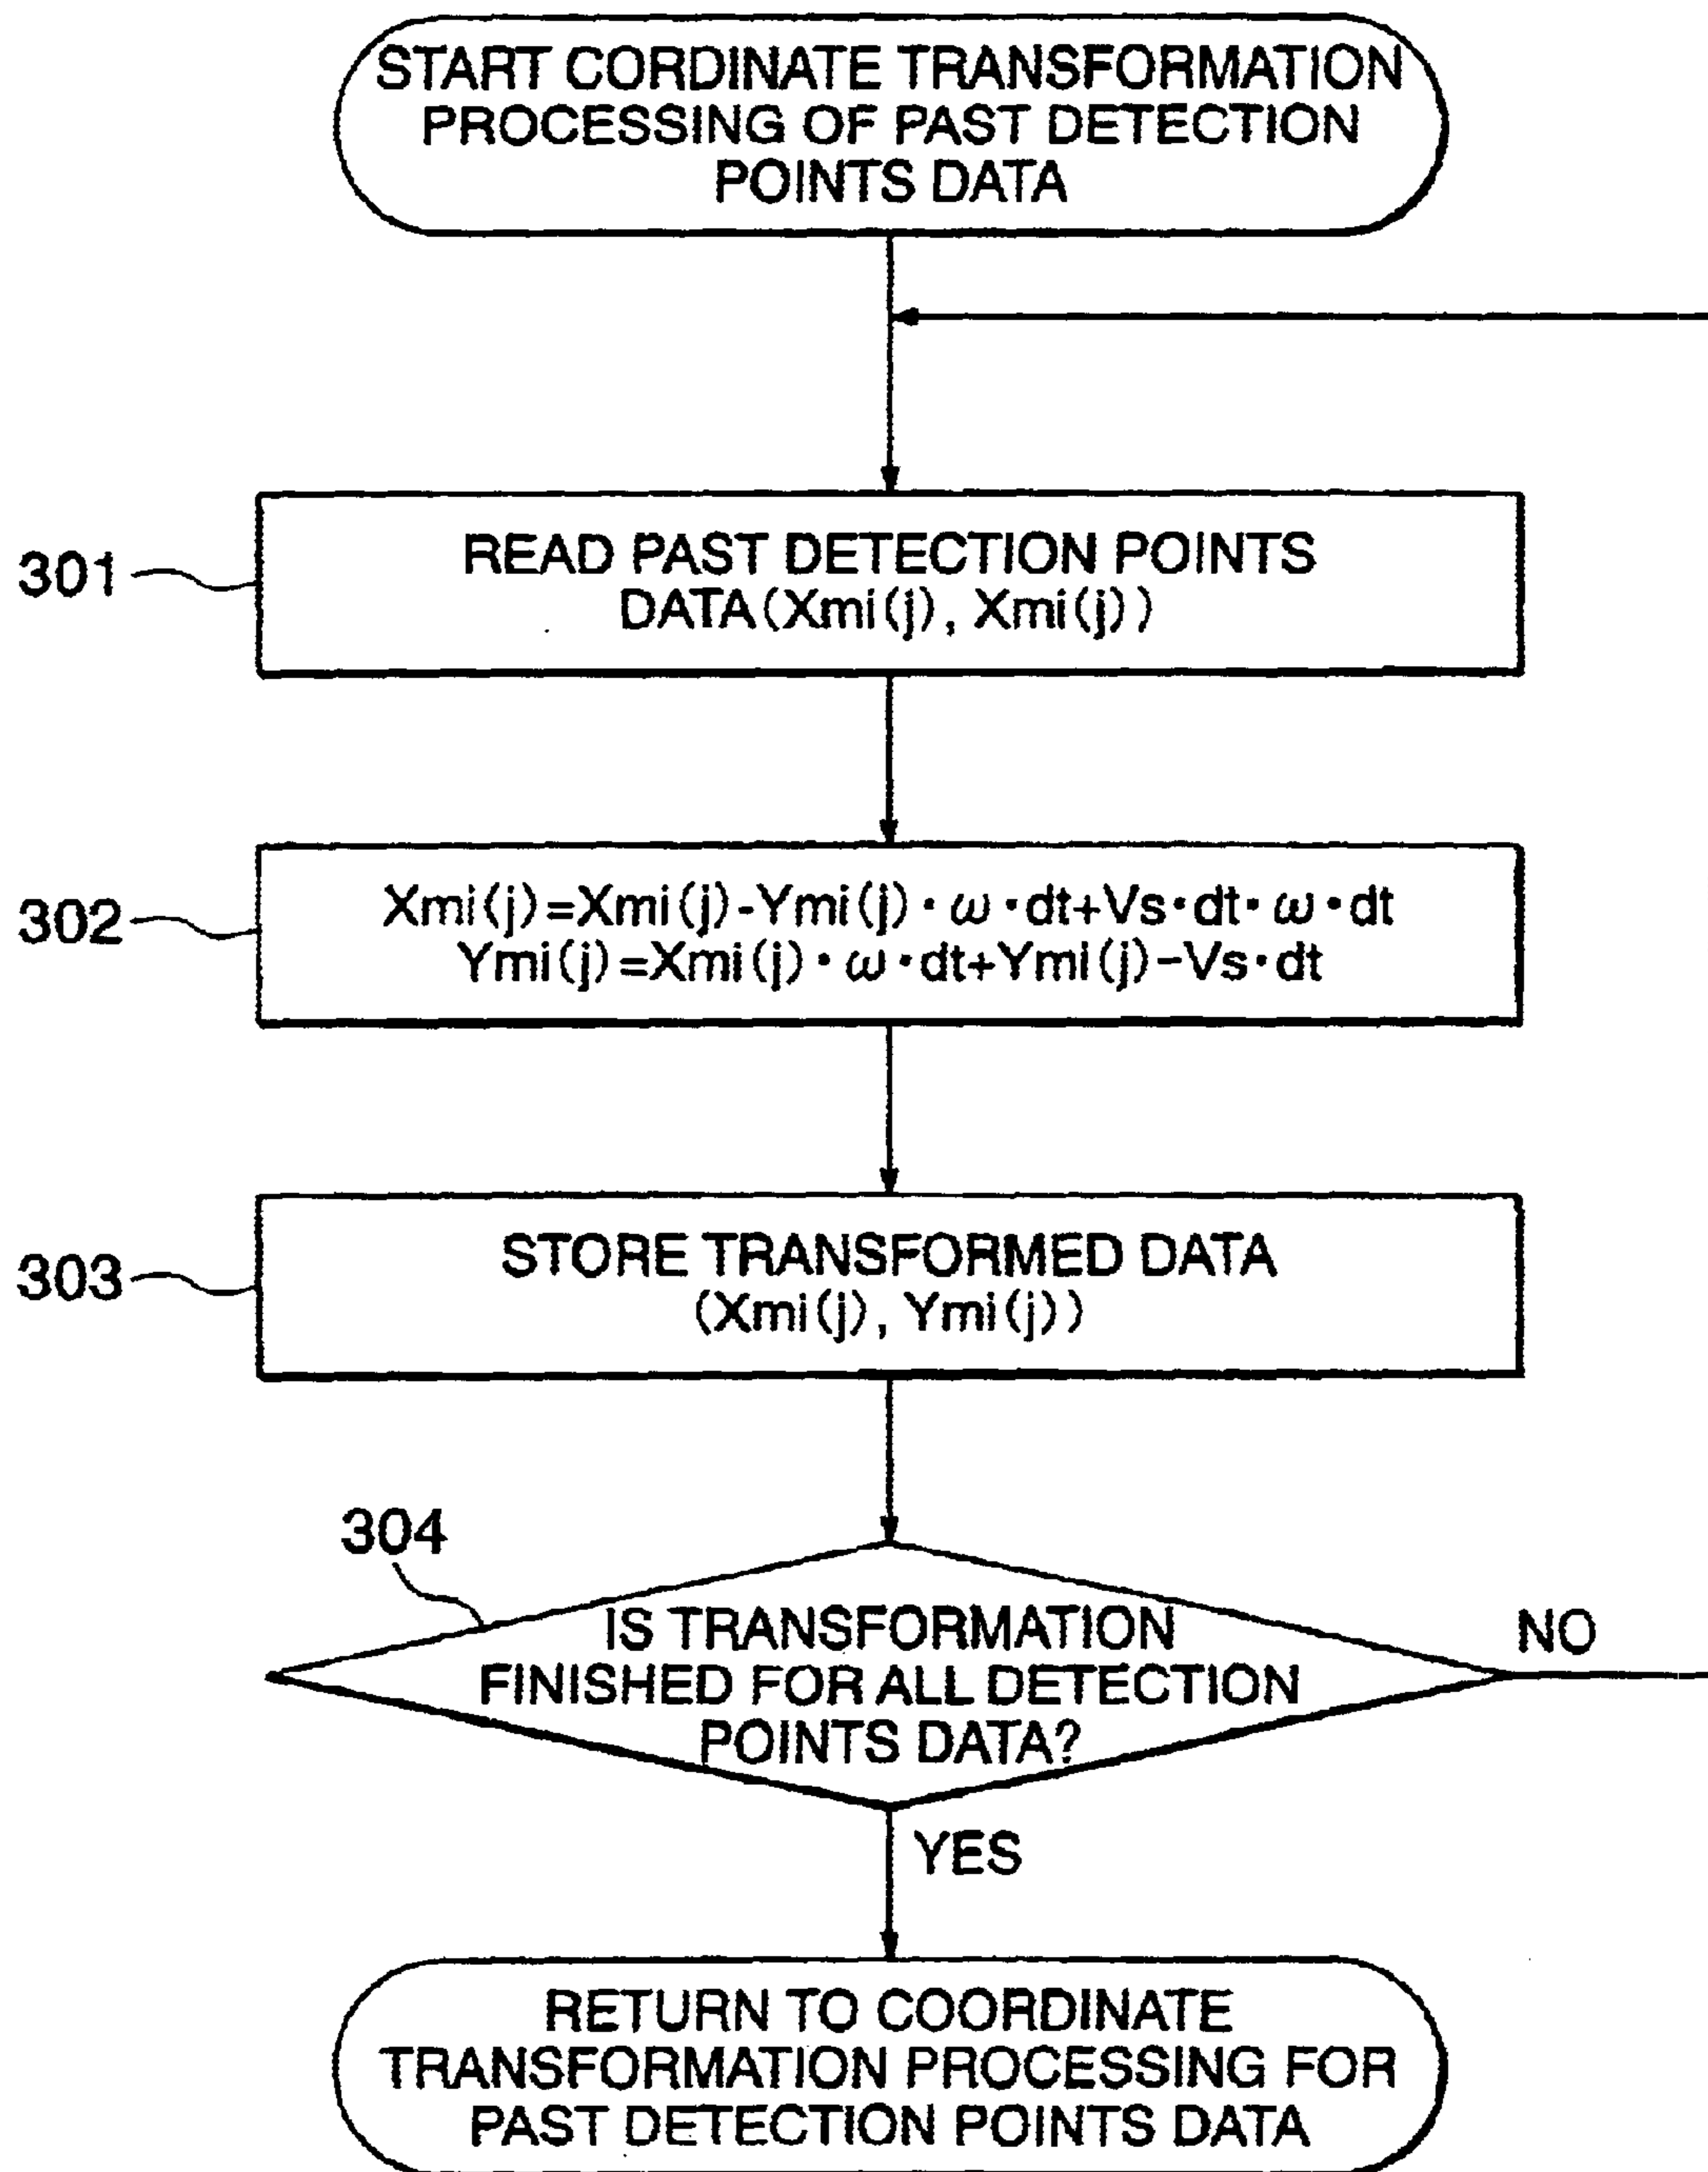 START CORDINATE TRANSFORMATION
PROCESSING OF PAST DETECTION
POINTS DATA
301
READ PAST DETECTION POINTS
DATA(Xmi(j), Xmi(j))
302
Xmi(j)=Xmi(j)-Ymi(j)・ω・dt+Vs・dt・ω・dt
Ymi(j)=Xmi(j)・ω・dt+Ymi(j)-Vs・dt
303
STORE TRANSFORMED DATA
(Xmi(j), Ymi(j))
304
IS TRANSFORMATION
FINISHED FOR ALL DETECTION
POINTS DATA?
NO
YES
RETURN TO COORDINATE
TRANSFORMATION PROCESSING FOR
PAST DETECTION POINTS DATA